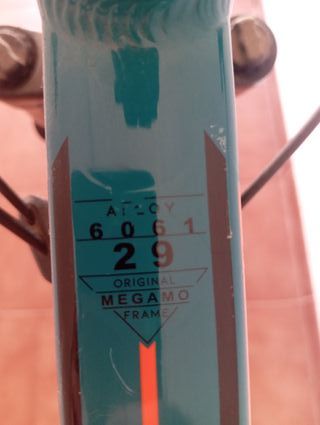 ALLOY
6061
29
ORIGINAL
MEGAMO
FRAME